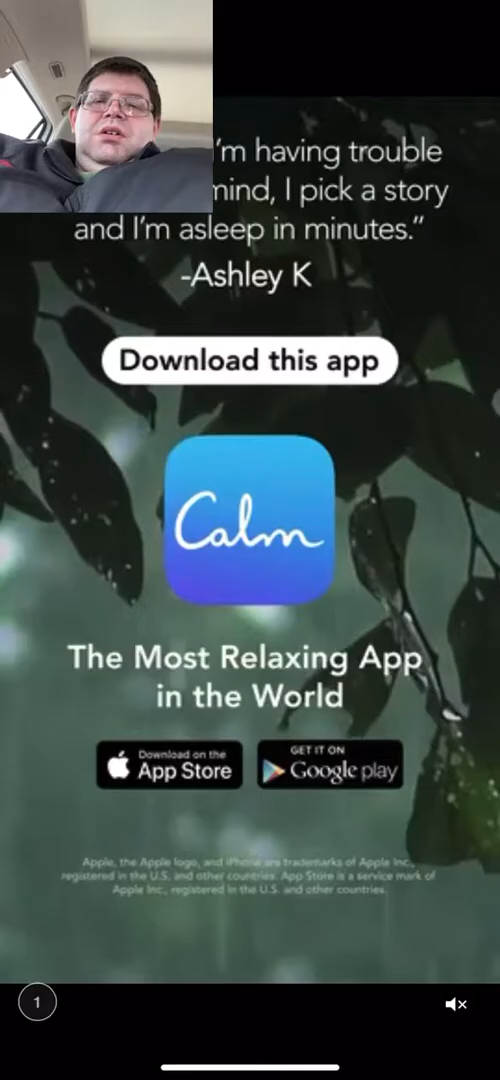 'm having trouble
mind, I pick a story
and I'm asleep in minutes.”
-Ashley K
Download this app
Calm
The Most Relaxing App
in the World
Download on the
App Store
GET IT ON
Google play
Apple, the Apple logo, and iPhone are trademarks of Apple Inc.,
registered in the U.S. and other countries. App Store is a service mark of
Apple Inc., registered in the U.S. and other countries.
1